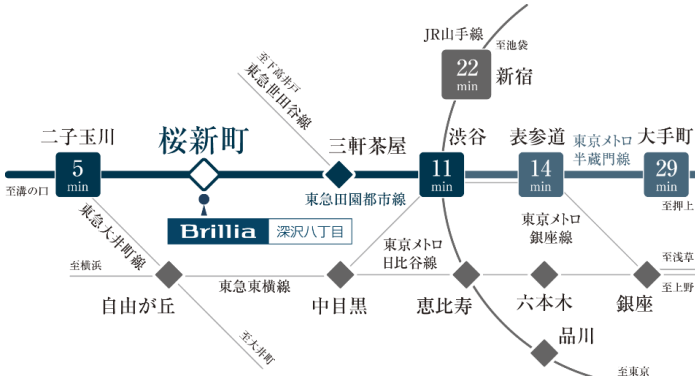 JR山手線
至池袋
22
min
新宿
至下高井戸
東急世田谷線
二子玉川
桜新町
三軒茶屋
渋谷
表参道
東京メトロ
半蔵門線
大手町
5
min
11
min
14
min
29
min
至溝の口
東急田園都市線
至押上
Brillia 深沢八丁目
東急大井町線
東京メトロ
銀座線
東京メトロ
日比谷線
至横浜
東急東横線
至浅草
至上野
自由が丘
中目黒
恵比寿
六本木
銀座
至大井町
品川
至東京